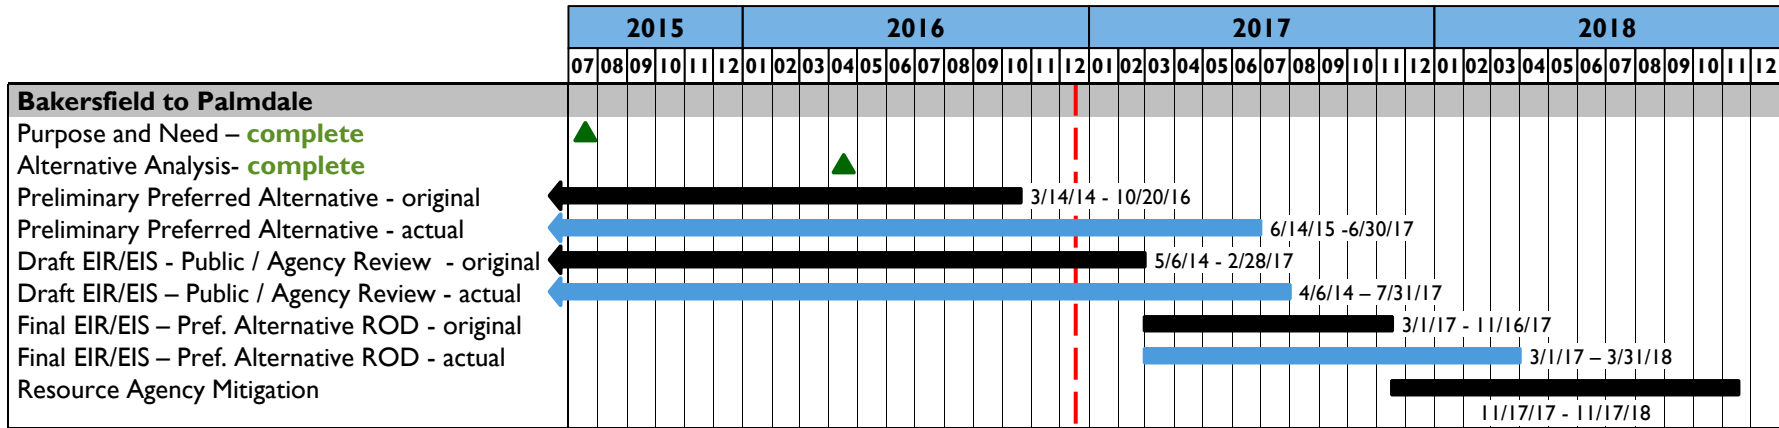 2015 2016 2017 2018
07 08 09 10 11 12 01 02 03 04 05 06 07 08 09 10 11 12 01 02 03 04 05 06 07 08 09 10 11 12 01 02 03 04 05 06 07 08 09 10 11 12
Bakersfield to Palmdale
Purpose and Need – complete
Alternative Analysis- complete
Preliminary Preferred Alternative - original 3/14/14 - 10/20/16
Preliminary Preferred Alternative - actual 6/14/15 -6/30/17
Draft EIR/EIS - Public / Agency Review - original 5/6/14 - 2/28/17
Draft EIR/EIS – Public / Agency Review - actual 4/6/14 – 7/31/17
Final EIR/EIS – Pref. Alternative ROD - original 3/1/17 - 11/16/17
Final EIR/EIS – Pref. Alternative ROD - actual 3/1/17 – 3/31/18
Resource Agency Mitigation
11/17/17 - 11/17/18